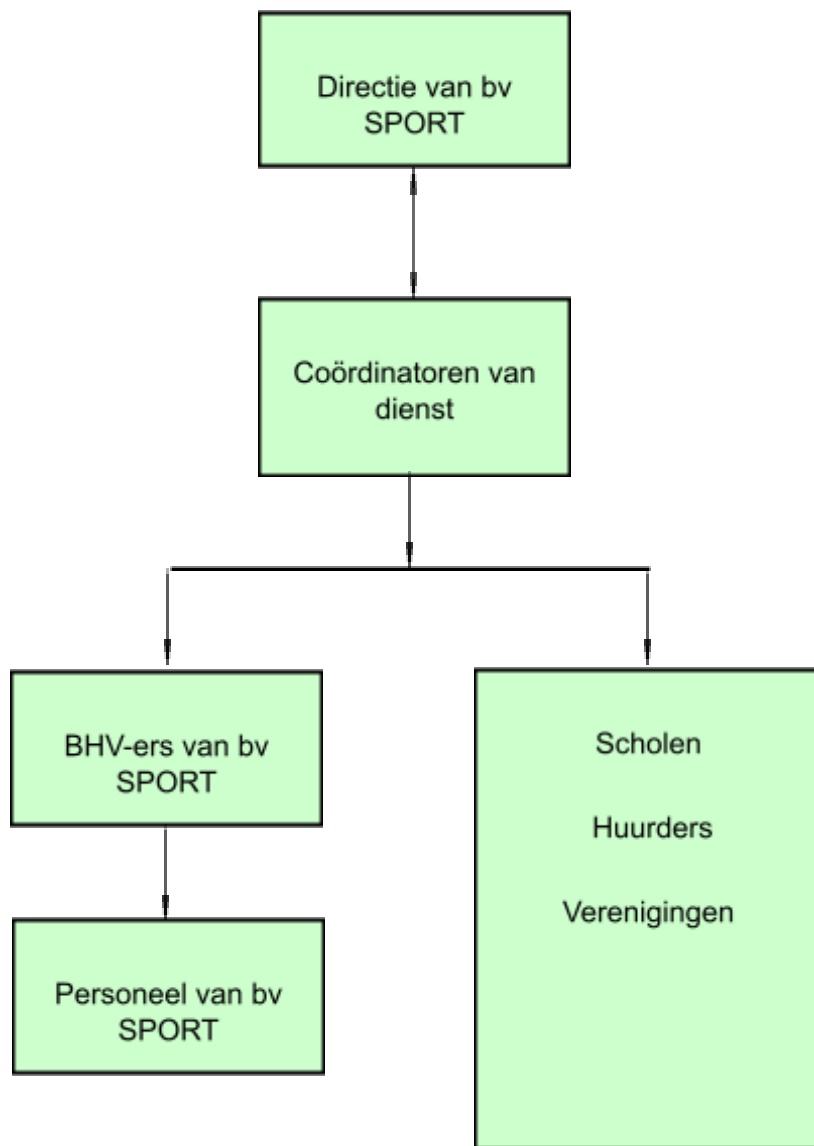 Directie van bv
SPORT
Coördinatoren van
dienst
BHV-ers van bv
SPORT
Scholen
Huurders
Verenigingen
Personeel van bv
SPORT